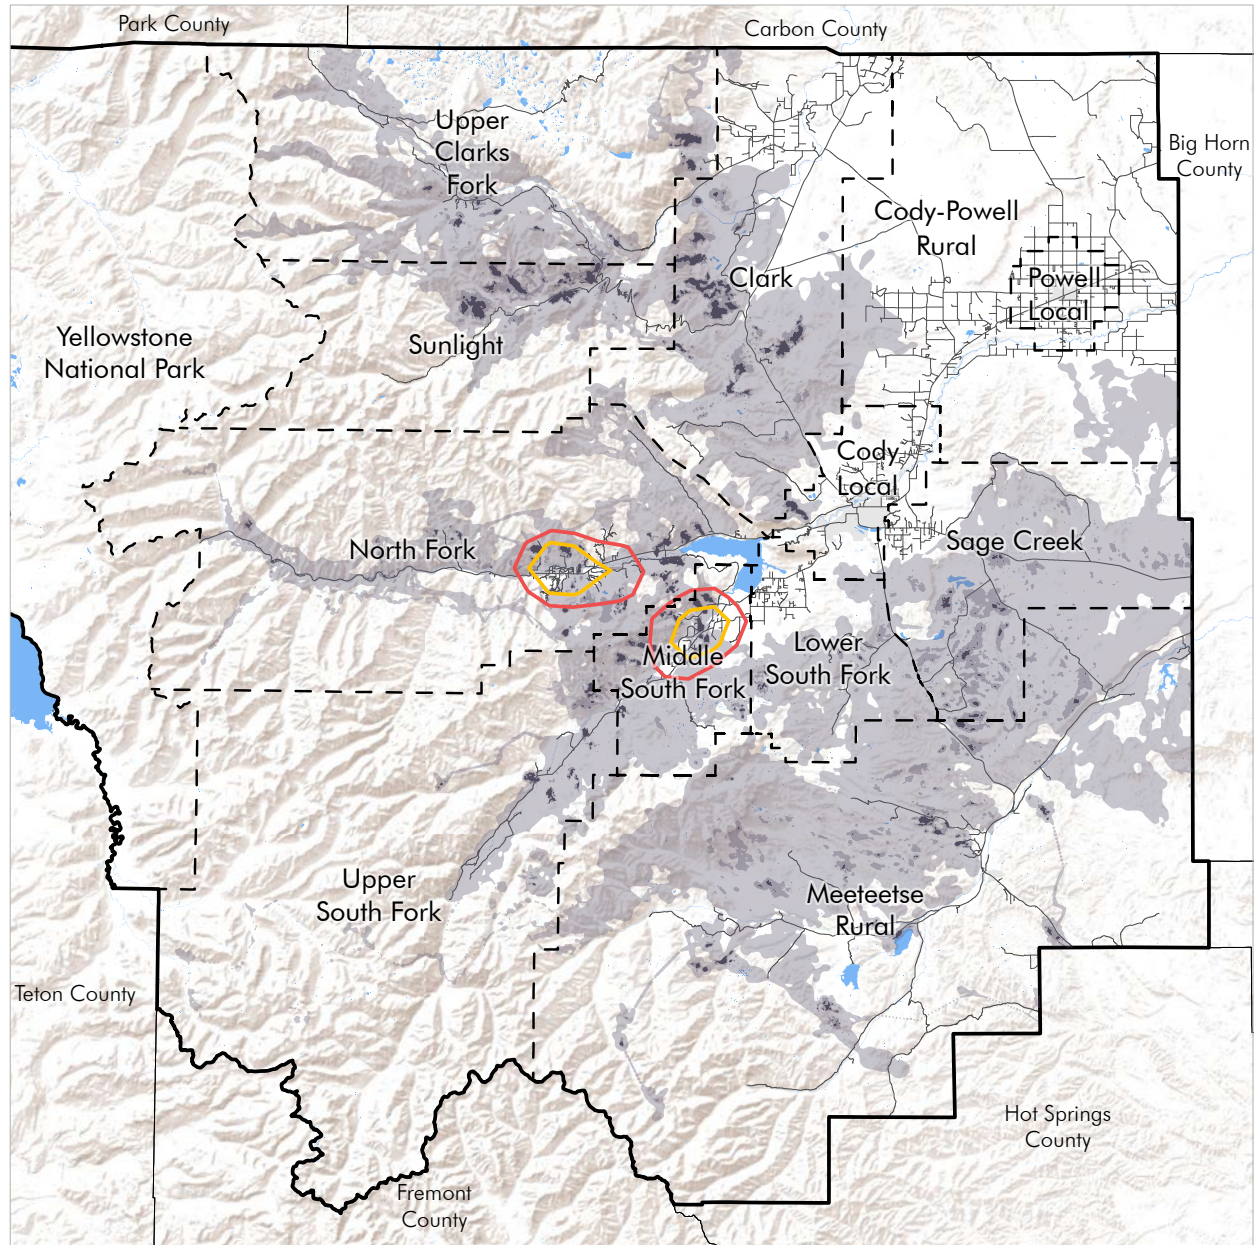 Park County
Carbon County
Upper
Clarks
Fork
Big Horn
County
Cody-Powell
Rural
Clark
Powell
Local
Yellowstone
National Park
Sunlight
Cody
Local
North Fork
Sage Creek
Middle
South Fork
Lower
South Fork
Upper
South Fork
Meeteetse
Rural
Teton County
Hot Springs
County
Fremont
County